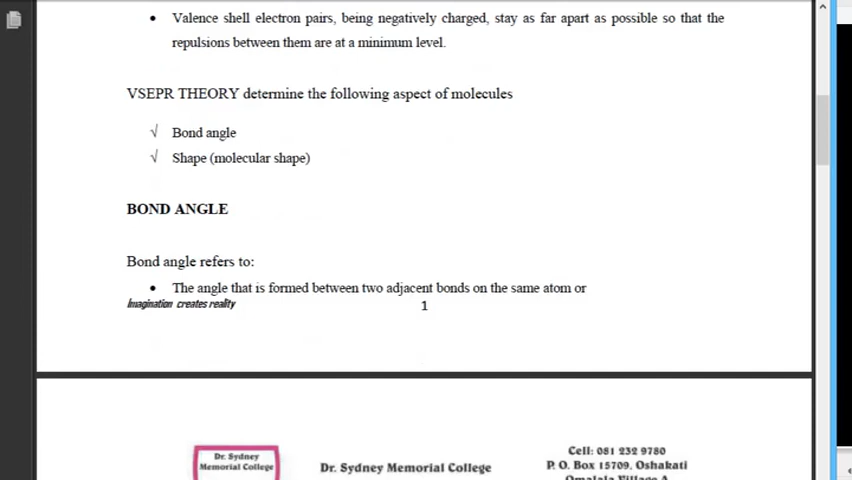 • Valence shell electron pairs, being negatively charged, stay as far apart as possible so that the
repulsions between them are at a minimum level.
VSEPR THEORY determine the following aspect of molecules
√ Bond angle
√ Shape (molecular shape)
BOND ANGLE
Bond angle refers to:
• The angle that is formed between two adjacent bonds on the same atom or
Imagination creates reality 1
Dr. Sydney
Memorial College
Dr. Sydney Memorial College
Cell: 081 232 9780
P. O. Box 15709, Oshakati
Omalala Village A